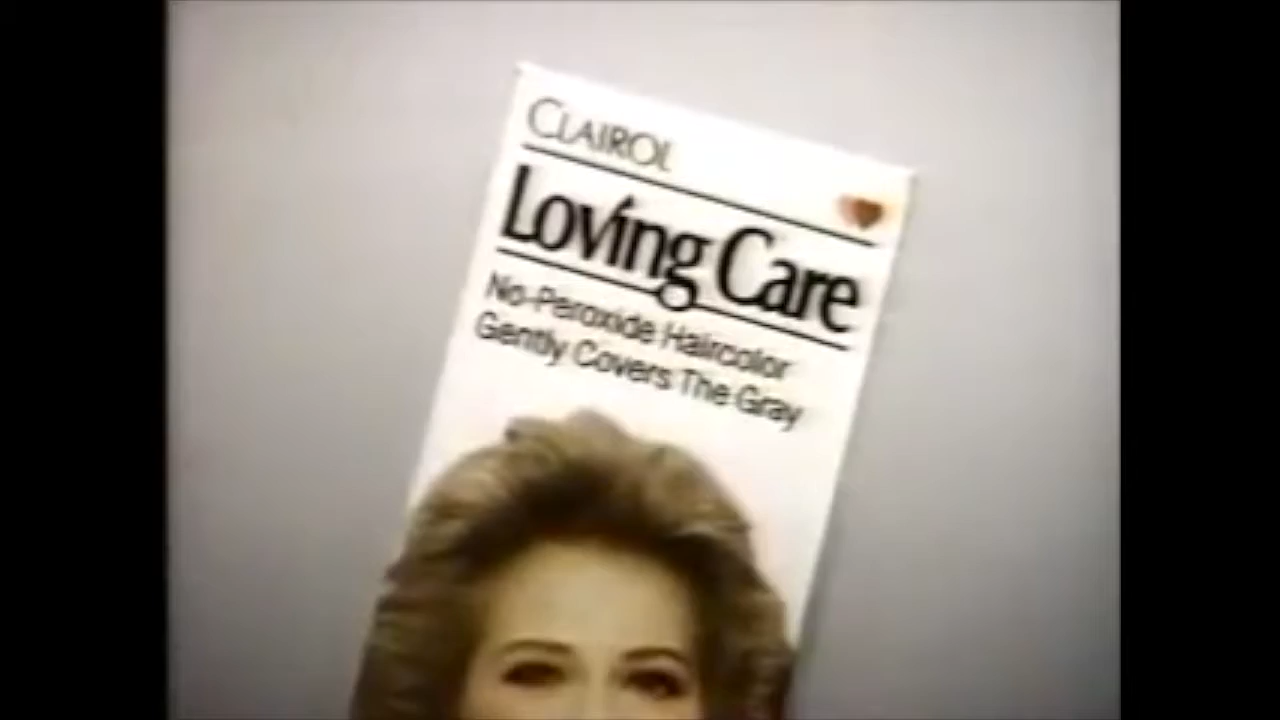 CLAIROL
Loving Care
No-Peroxide Haircolor
Gently Covers The Gray